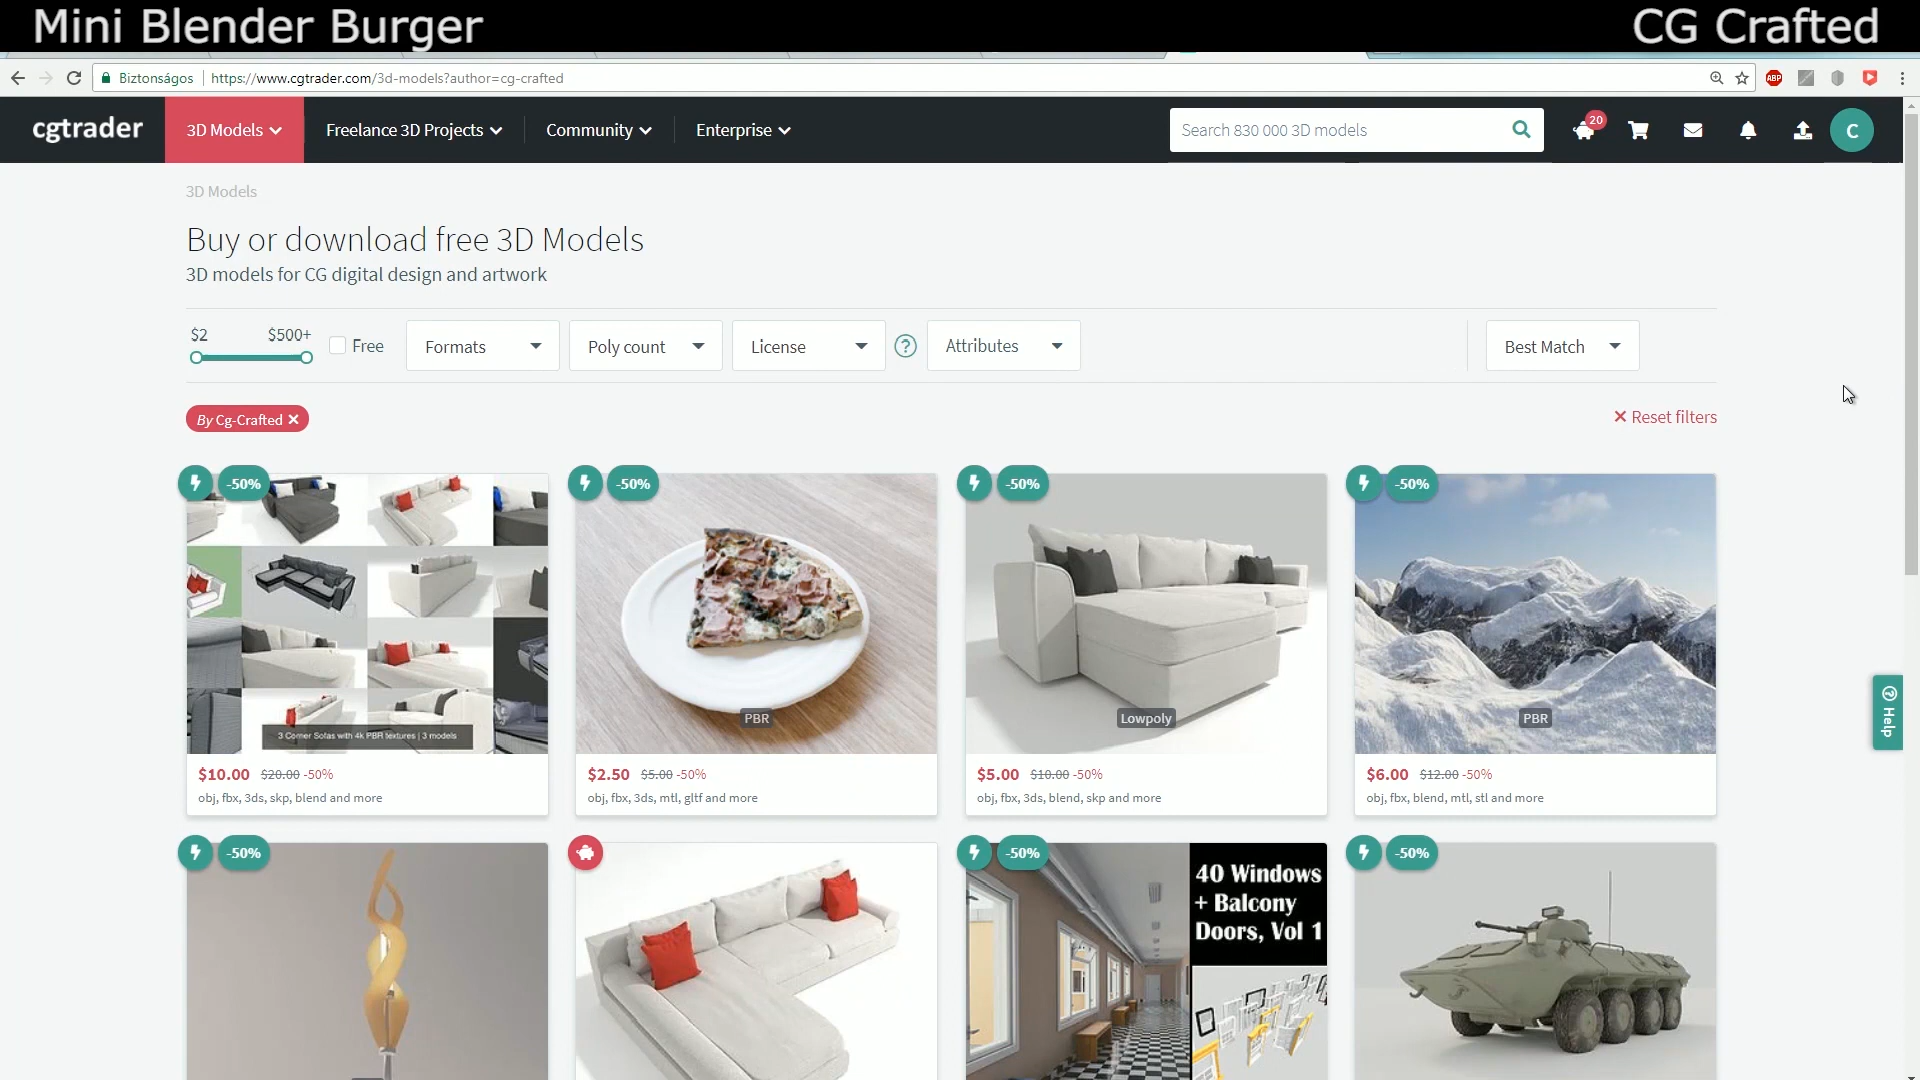 Mini Blender Burger
CG Crafted
Biztonságos
https://www.cgtrader.com/3d-models?author=cg-crafted
ABP
cgtrader
3D Models
Freelance 3D Projects
Community
Enterprise
Search 830 000 3D models
20
C
3D Models
Buy or download free 3D Models
3D models for CG digital design and artwork
$2
$500+
Free
Formats
Poly count
License
?
Attributes
Best Match
By Cg-Crafted
Reset filters
-50%
-50%
-50%
-50%
3 Corner Sofas with 4k PBR textures | 3 models
PBR
Lowpoly
PBR
? Help
$10.00 $20.00 -50%
obj, fbx, 3ds, skp, blend and more
$2.50 $5.00 -50%
obj, fbx, 3ds, mtl, gltf and more
$5.00 $10.00 -50%
obj, fbx, 3ds, blend, skp and more
$6.00 $12.00 -50%
obj, fbx, blend, mtl, stl and more
-50%
-50%
-50%
40 Windows
+ Balcony
Doors, Vol 1